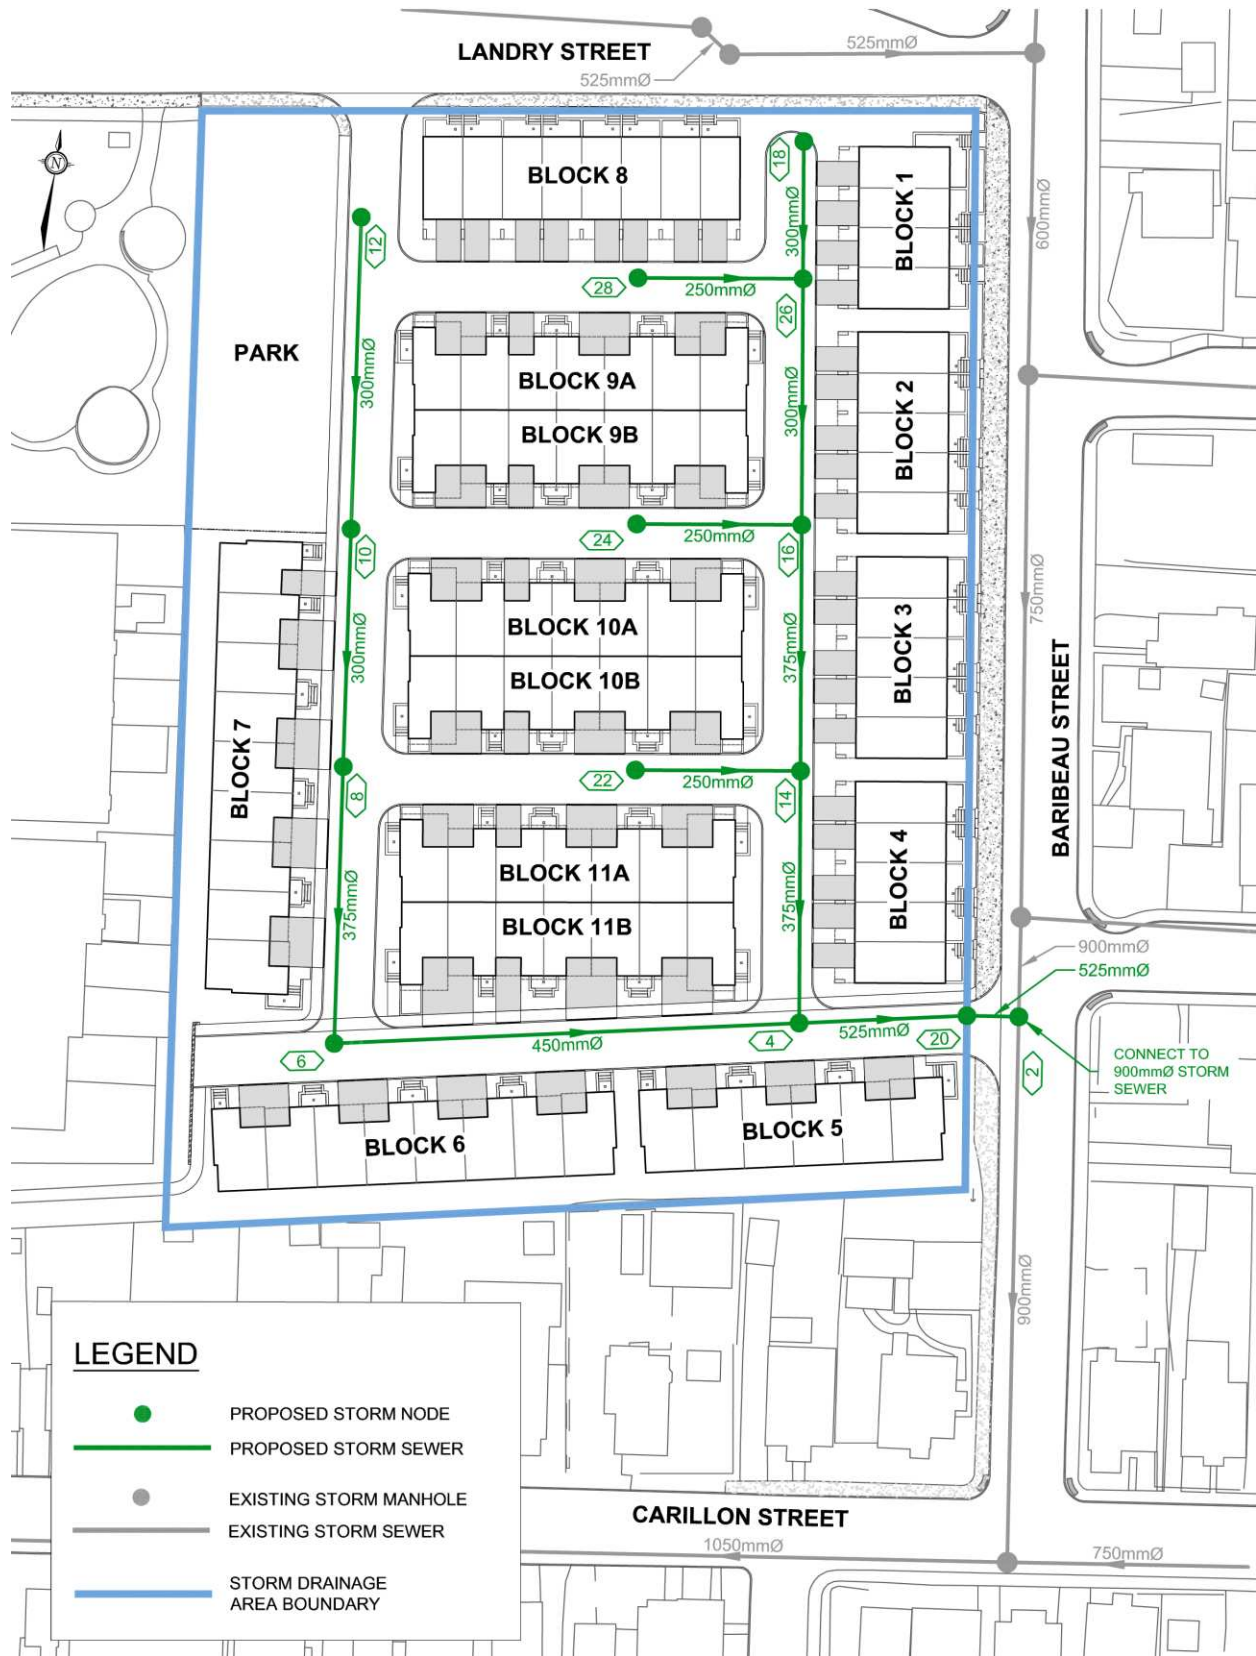 LANDRY STREET
525mmØ
525mmØ
N
BLOCK 8
18
BLOCK 1
600mmØ
12
300mmØ
28
250mmØ
26
PARK
300mmØ
BLOCK 9A
300mmØ
BLOCK 2
BLOCK 9B
10
24
250mmØ
16
750mmØ
300mmØ
BLOCK 10A
375mmØ
BLOCK 3
BLOCK 10B
BLOCK 7
8
22
250mmØ
14
BARIBEAU STREET
BLOCK 11A
BLOCK 4
375mmØ
BLOCK 11B
375mmØ
900mmØ
525mmØ
6
450mmØ
4
525mmØ
20
2
CONNECT TO
900mmØ STORM
SEWER
BLOCK 6
BLOCK 5
900mmØ
LEGEND
PROPOSED STORM NODE
PROPOSED STORM SEWER
EXISTING STORM MANHOLE
EXISTING STORM SEWER
STORM DRAINAGE
AREA BOUNDARY
CARILLON STREET
1050mmØ
750mmØ